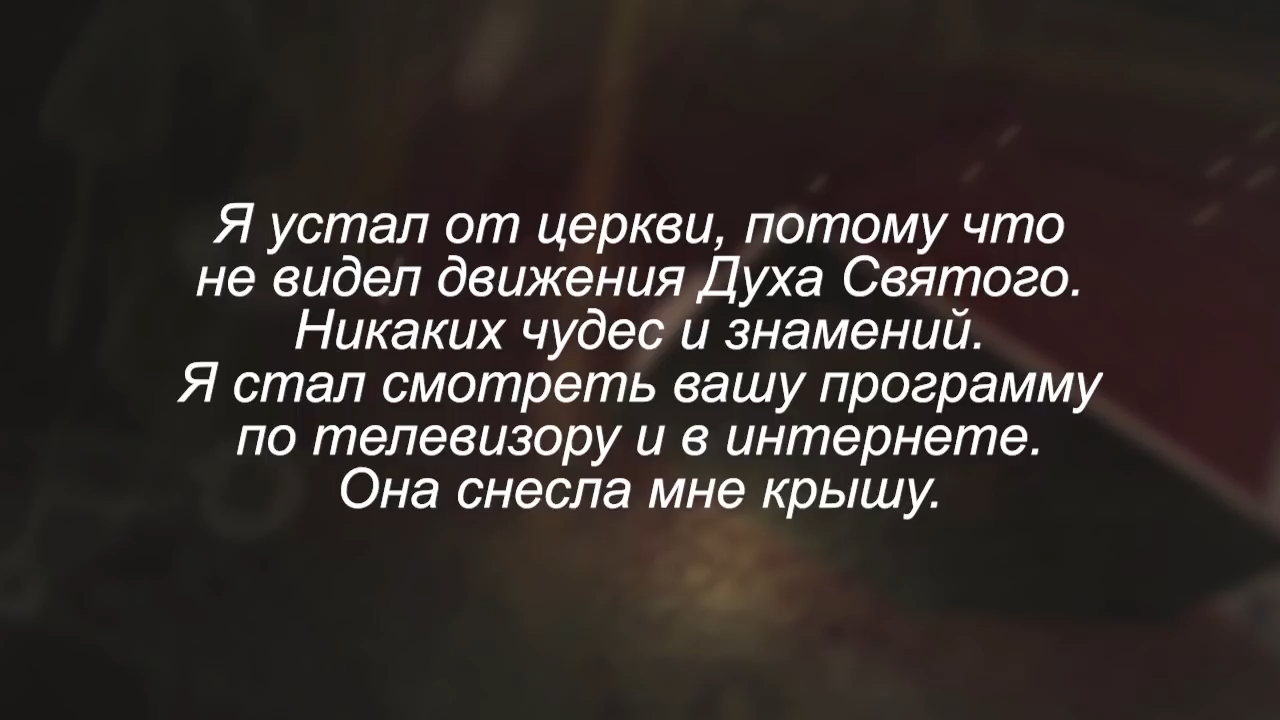 Я устал от церкви, потому что
не видел движения Духа Святого.
Никаких чудес и знамений.
Я стал смотреть вашу программу
по телевизору и в интернете.
Она снесла мне крышу.